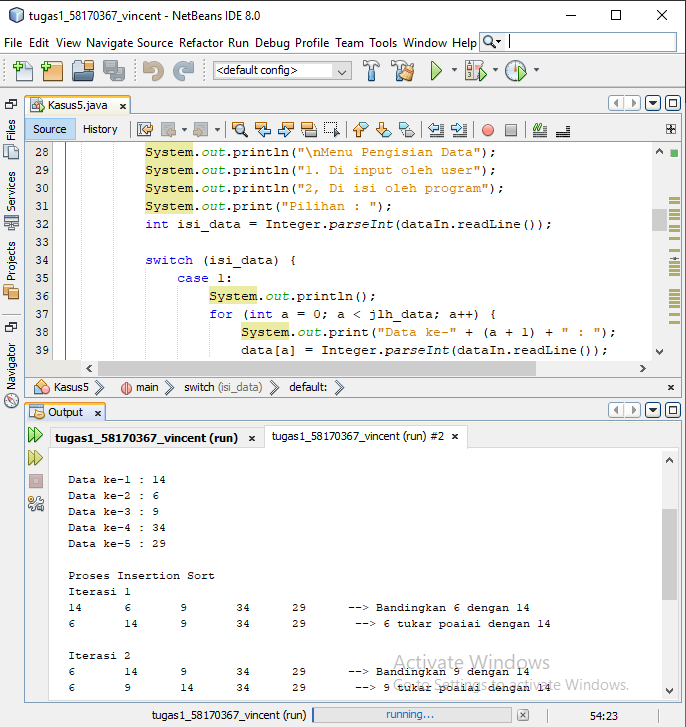 tugas1_58170367_vincent - NetBeans IDE 8.0
File Edit View Navigate Source Refactor Run Debug Profile Team Tools Window Help
<default config>
Files
Services
Projects
Navigator
Kasus5.java
Source History
28 System.out.println("\nMenu Pengisian Data");
29 System.out.println("1. Di input oleh user");
30 System.out.println("2, Di isi oleh program");
31 System.out.print("Pilihan : ");
32 int isi_data = Integer.parseInt(dataIn.readLine());
33
34 switch (isi_data) {
35 case 1:
36 System.out.println();
37 for (int a = 0; a < jlh_data; a++) {
38 System.out.print("Data ke-" + (a + 1) + " : ");
39 data[a] = Integer.parseInt(dataIn.readLine());
Kasus5 main switch (isi_data) default:
Output
tugas1_58170367_vincent (run) tugas1_58170367_vincent (run) #2
Data ke-1 : 14
Data ke-2 : 6
Data ke-3 : 9
Data ke-4 : 34
Data ke-5 : 29
Proses Insertion Sort
Iterasi 1
14 6 9 34 29 --> Bandingkan 6 dengan 14
6 14 9 34 29 --> 6 tukar poaiai dengan 14
Iterasi 2
6 14 9 34 29 --> Bandingkan 9 dengan 14
6 9 14 34 29 --> 9 tukar poaiai dengan 14
Activate Windows
Go to Settings to activate Windows.
tugas1_58170367_vincent (run) running... 54:23